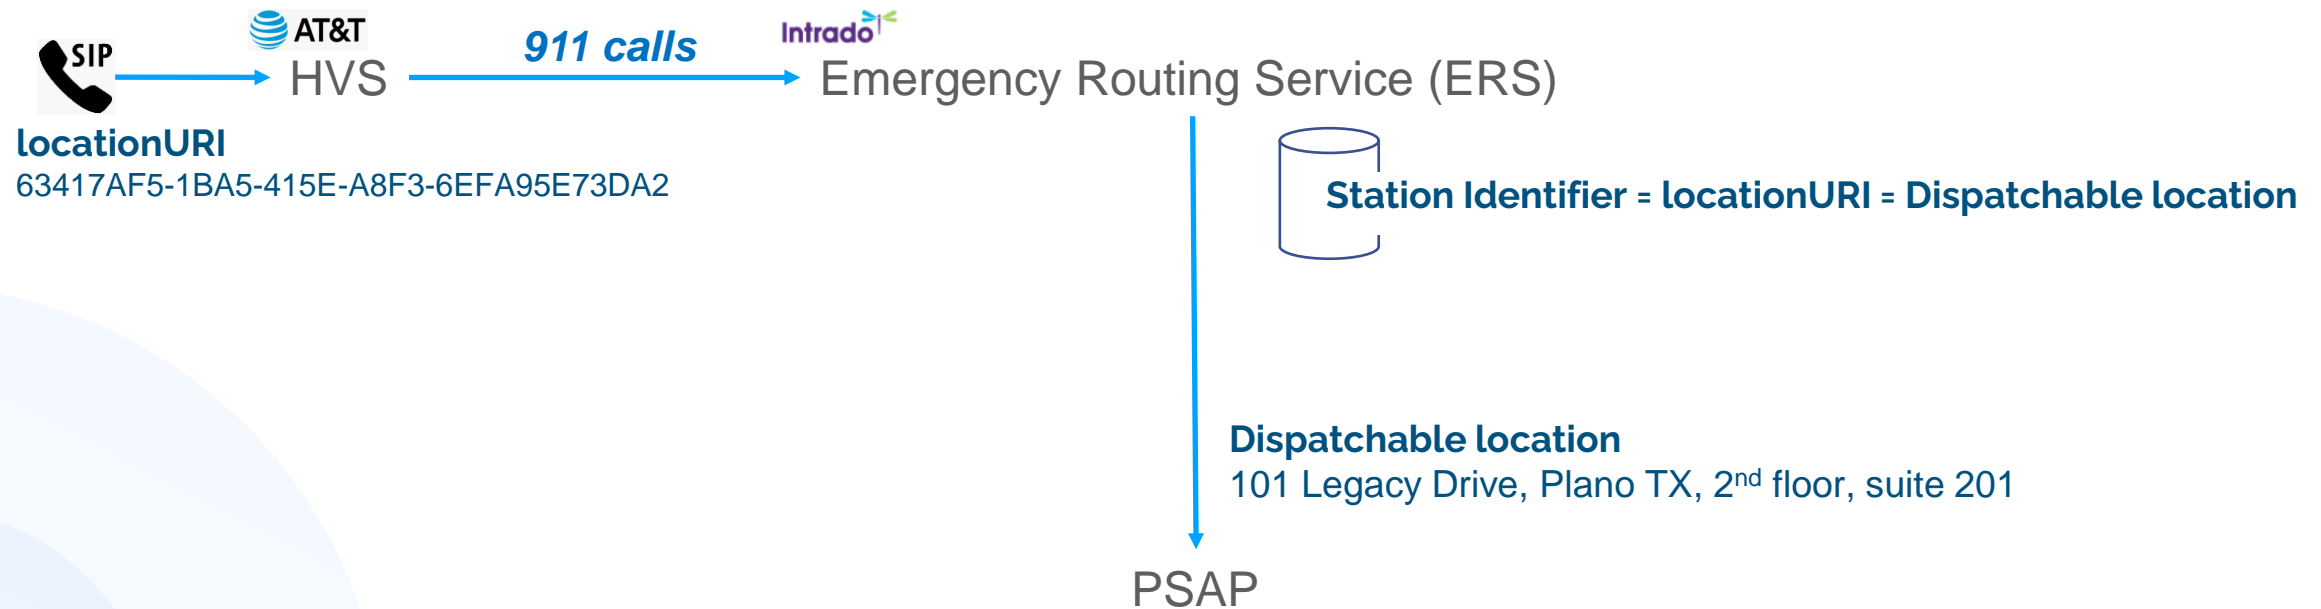 SIP
AT&T
HVS
911 calls
Intrado
Emergency Routing Service (ERS)
locationURI
63417AF5-1BA5-415E-A8F3-6EFA95E73DA2
Station Identifier = locationURI = Dispatchable location
Dispatchable location
101 Legacy Drive, Plano TX, 2nd floor, suite 201
PSAP